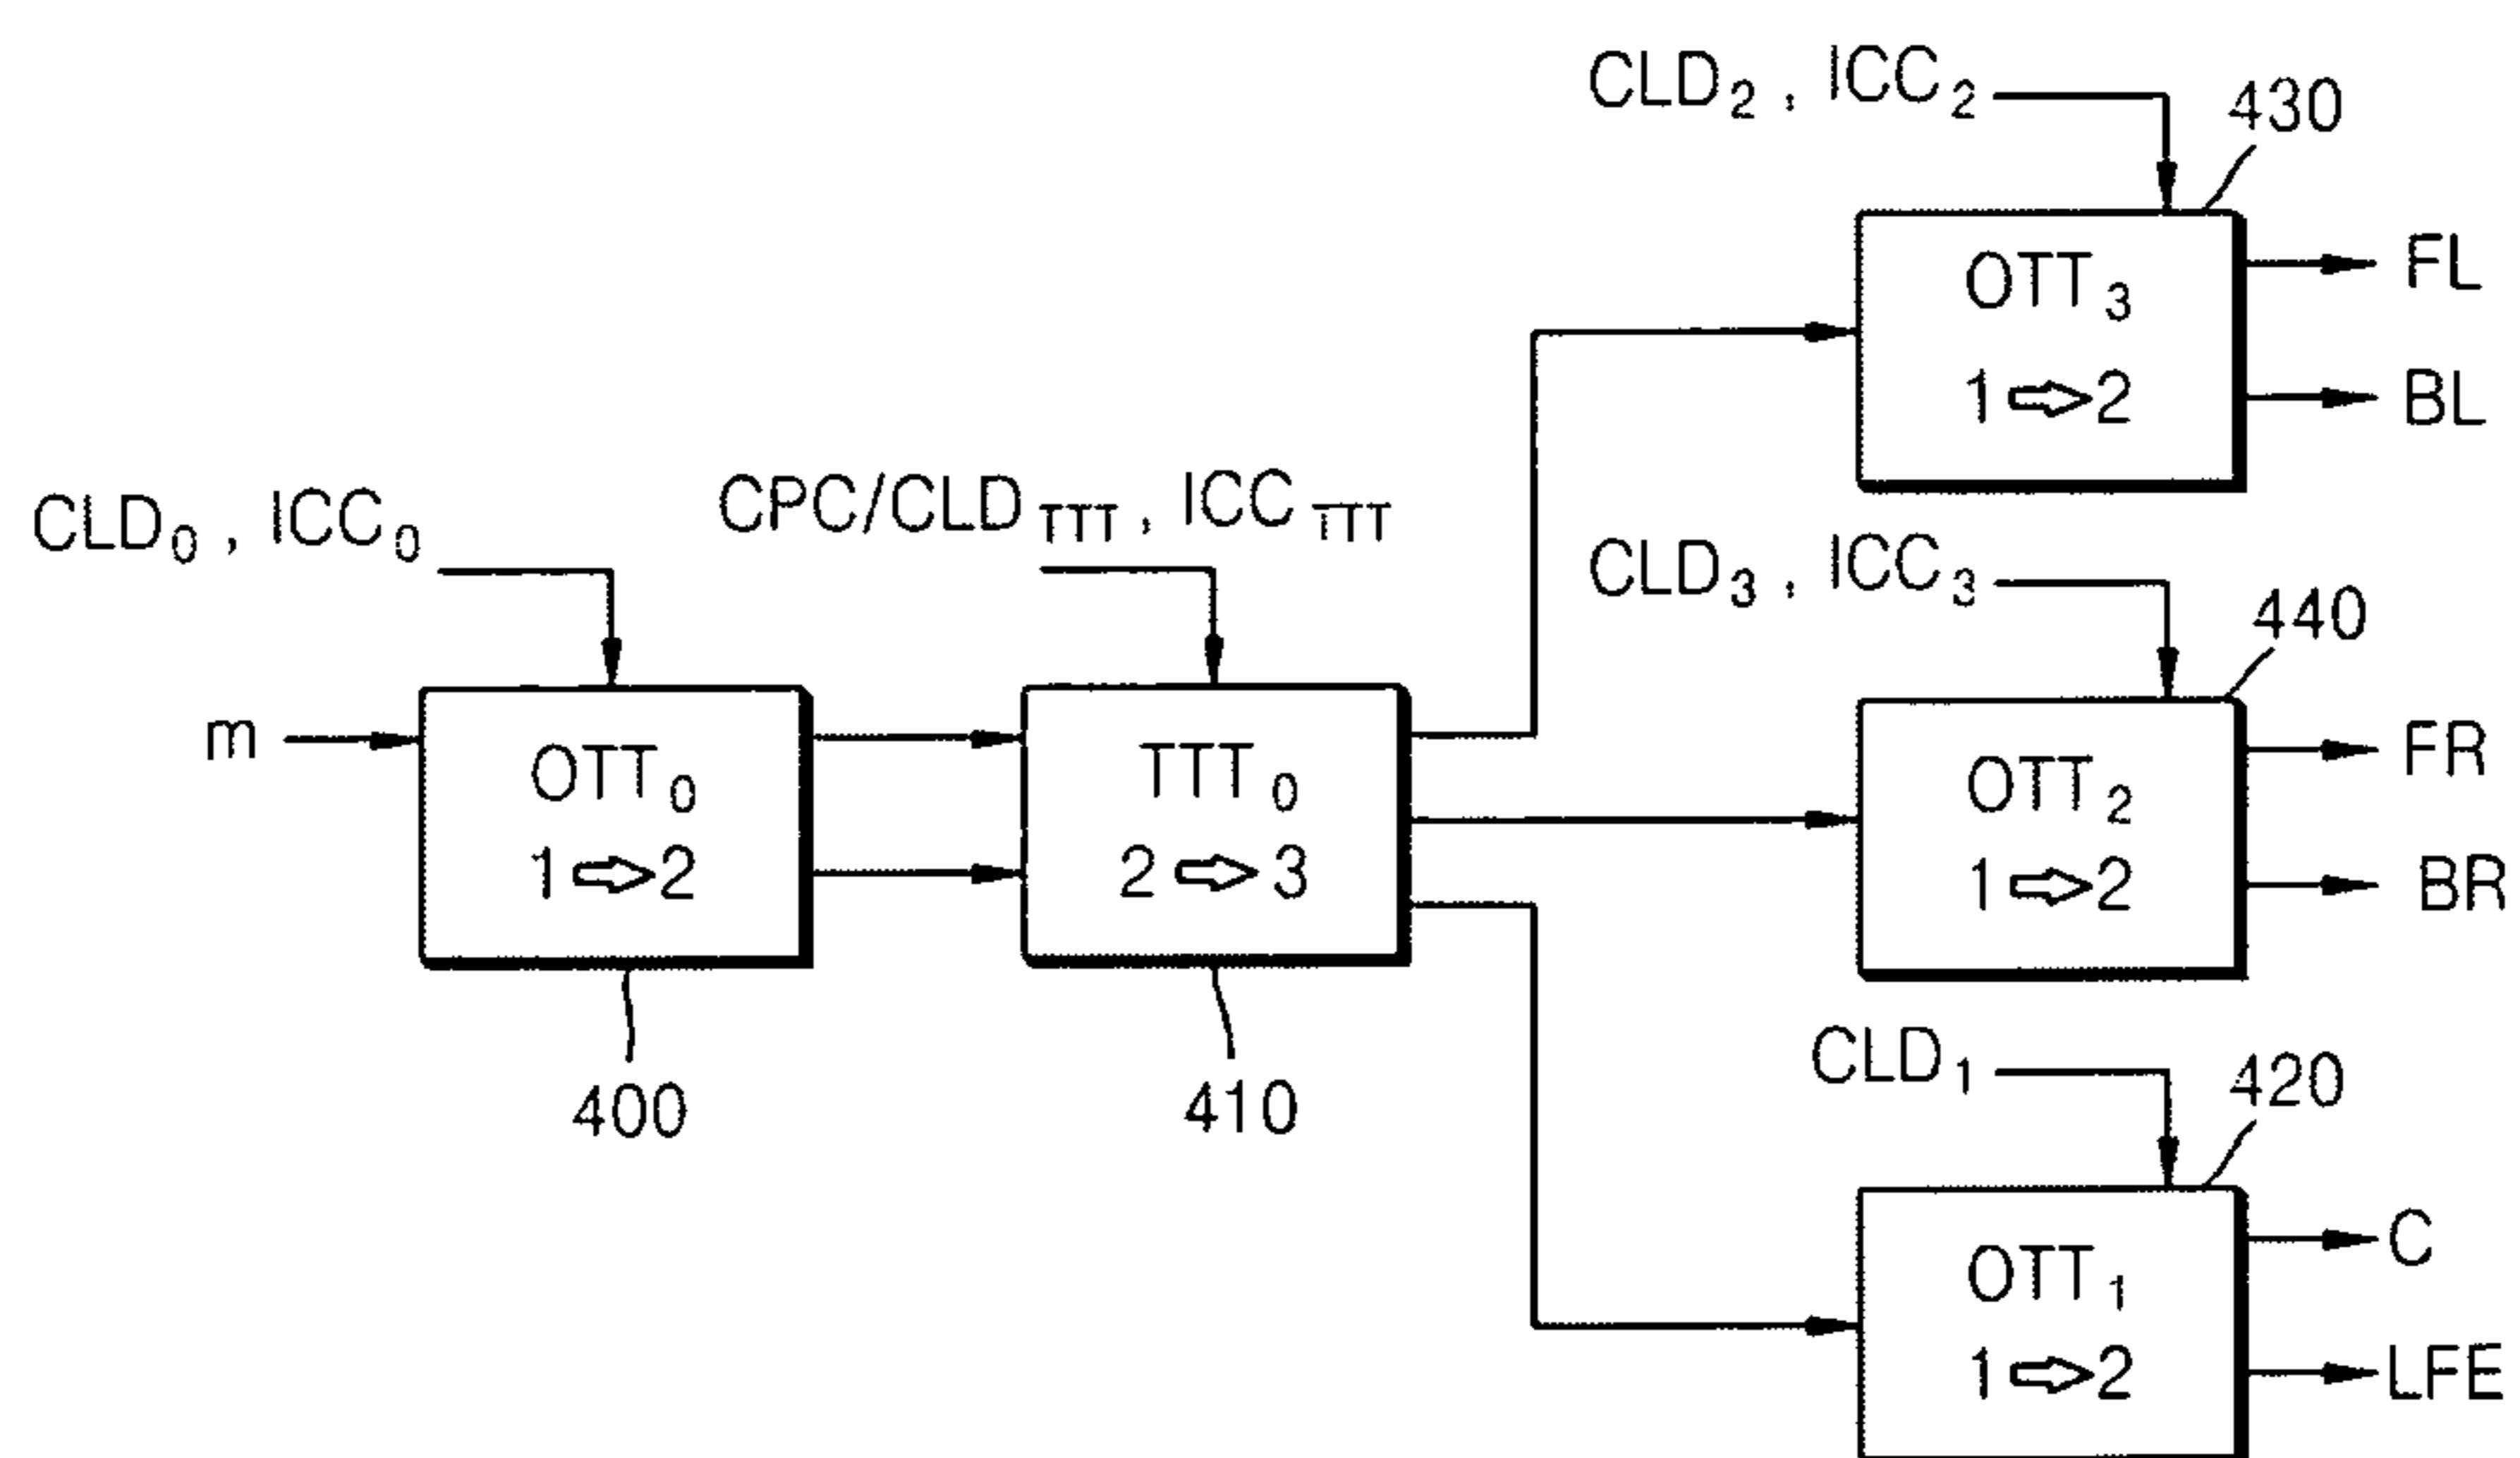 CLD2, ICC2
430
OTT3
1⇨2
FL
BL
CLD0, ICC0
CPC/CLDTTT, ICCTTT
m
OTT0
1⇨2
400
TTT0
2⇨3
410
CLD3, ICC3
440
OTT2
1⇨2
FR
BR
CLD1
420
OTT1
1⇨2
C
LFE